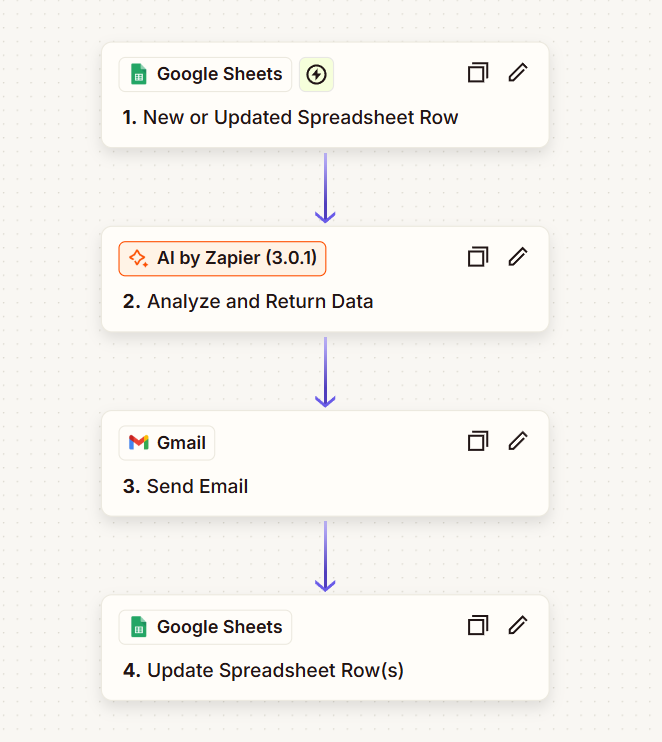 Google Sheets
1. New or Updated Spreadsheet Row
AI by Zapier (3.0.1)
2. Analyze and Return Data
Gmail
3. Send Email
Google Sheets
4. Update Spreadsheet Row(s)